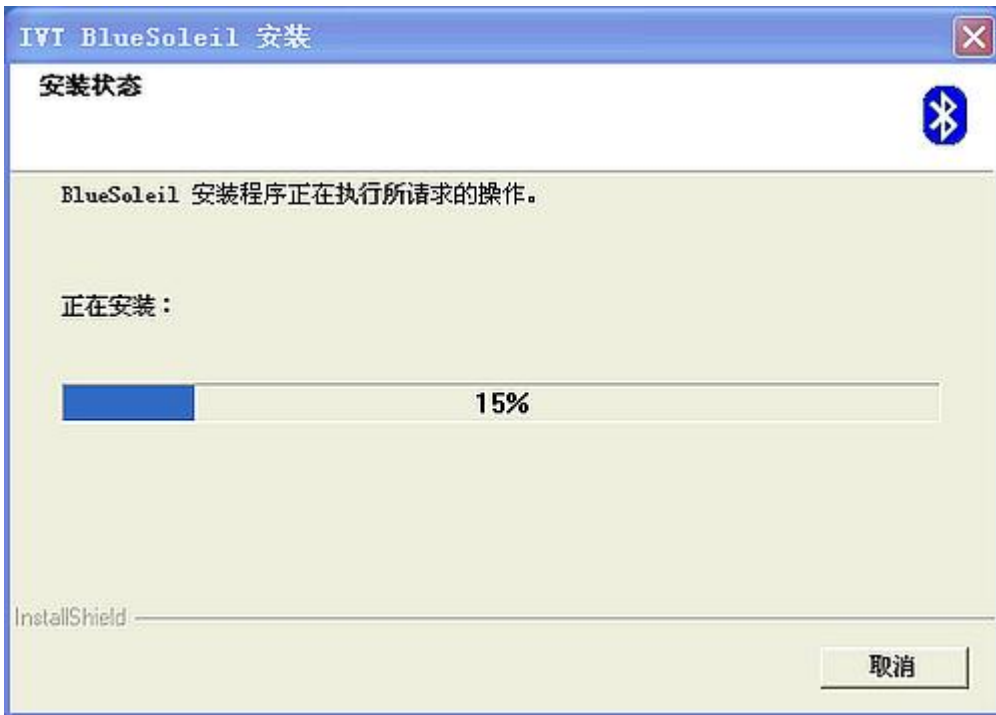 IVT BlueSoleil 安装
安装状态
BlueSoleil 安装程序正在执行所请求的操作。
正在安装：
15%
InstallShield
取消